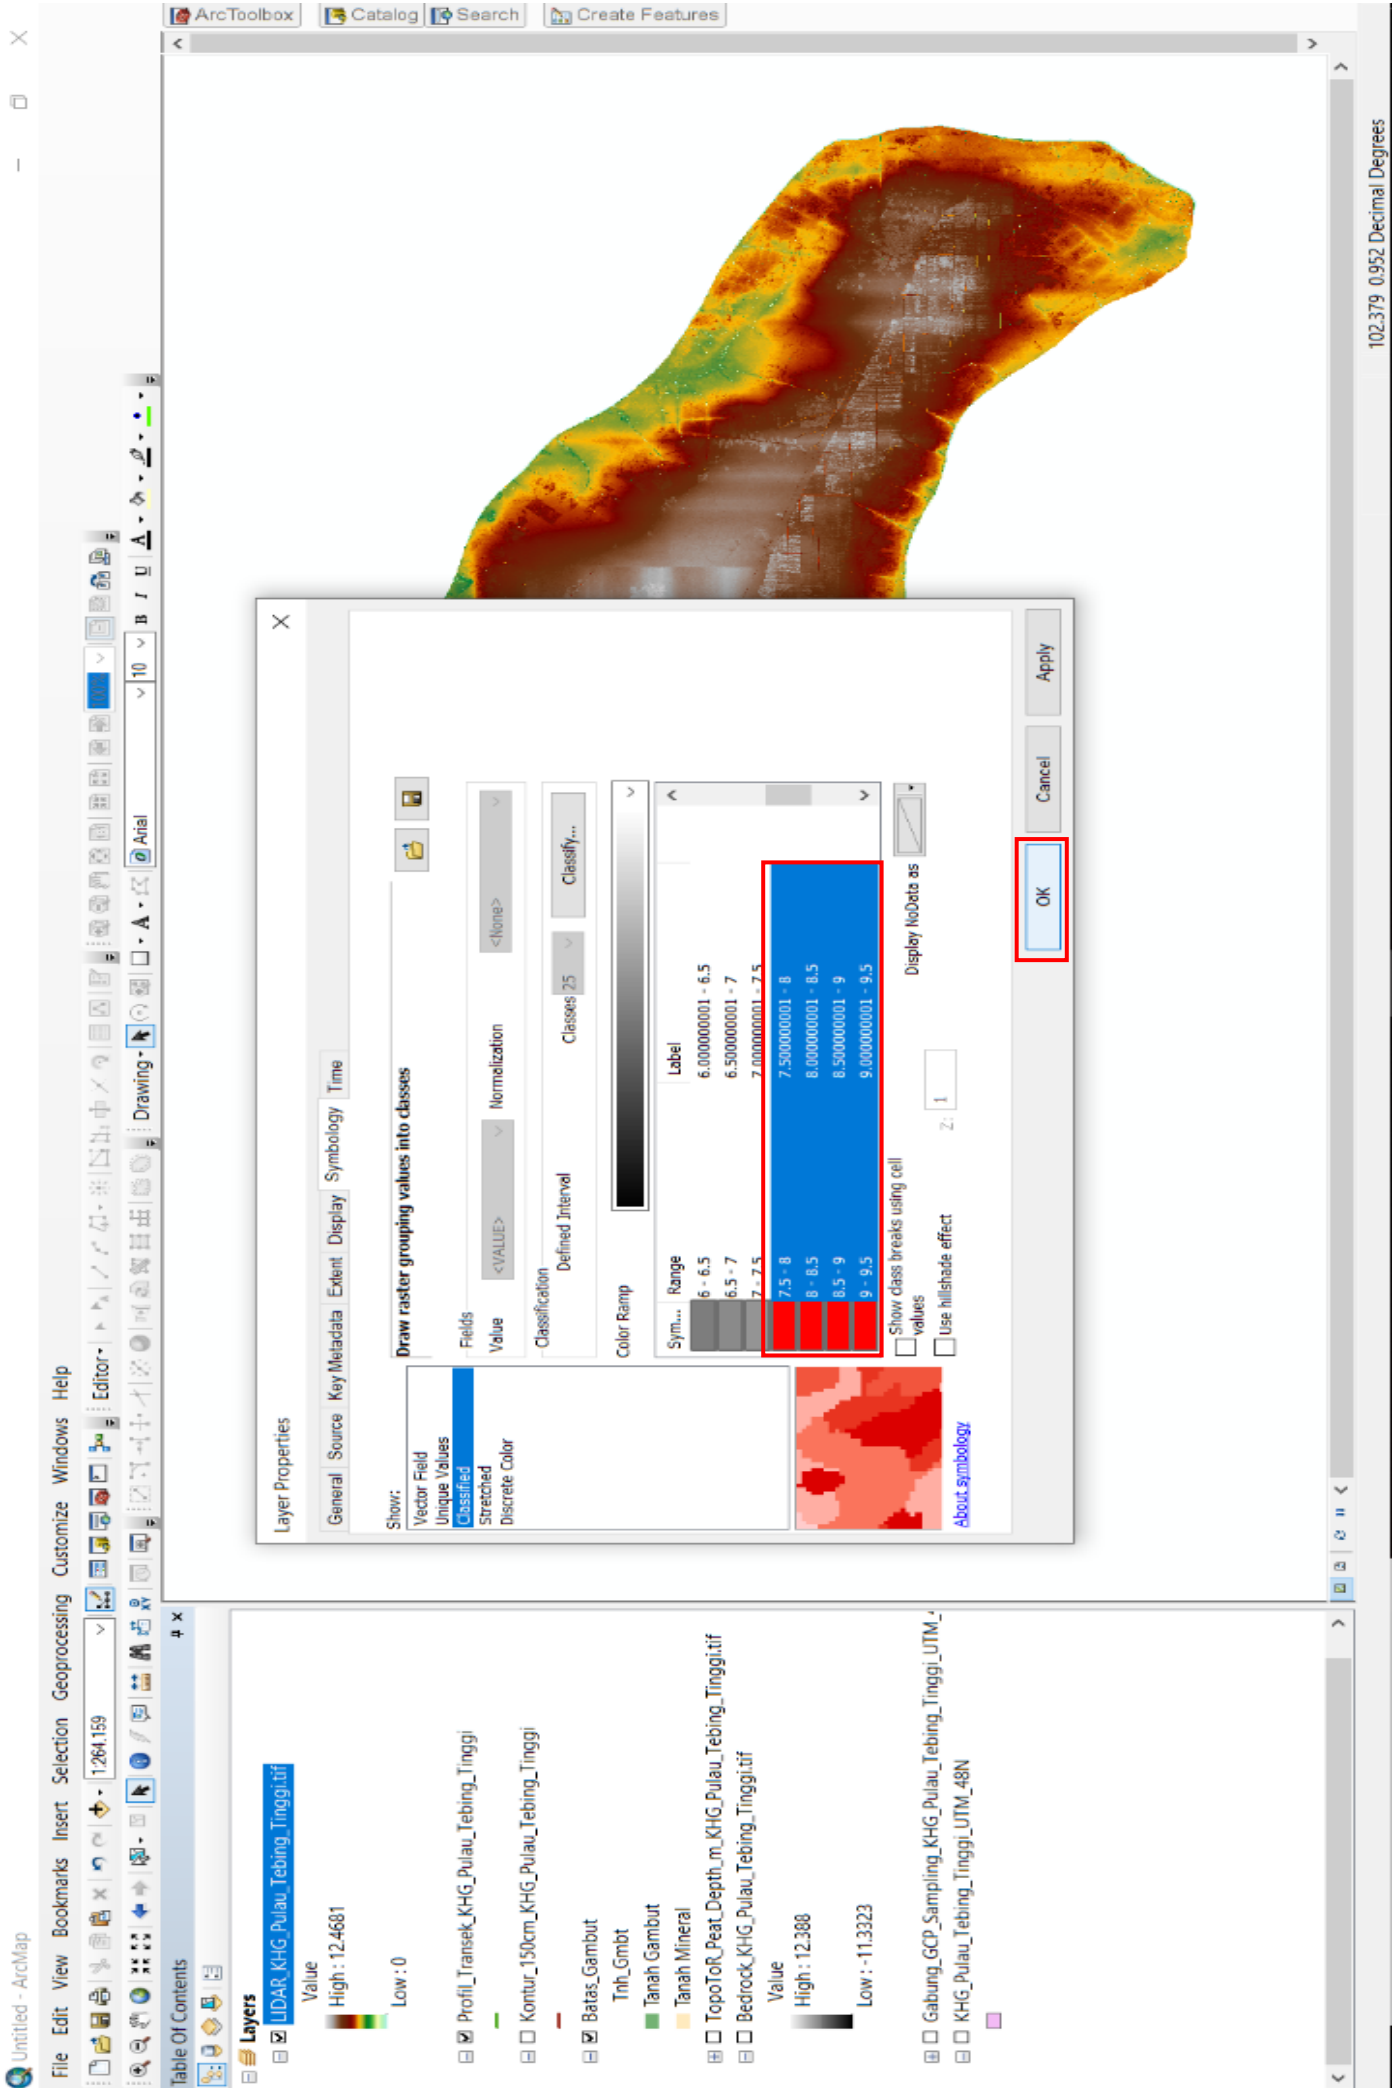 Untitled - ArcMap
File Edit View Bookmarks Insert Selection Geoprocessing Customize Windows Help
1:264.159
Editor
100%
Drawing
A
Arial
10
B I U A
Table Of Contents
Layers
LIDAR_KHG_Pulau_Tebing_Tinggi.tif
Value
High : 12.4681
Low : 0
Profil_Transek_KHG_Pulau_Tebing_Tinggi
Kontur_150cm_KHG_Pulau_Tebing_Tinggi
Batas_Gambut
Tnh_Gmbt
Tanah Gambut
Tanah Mineral
TopoToR_Peat_Depth_m_KHG_Pulau_Tebing_Tinggi.tif
Bedrock_KHG_Pulau_Tebing_Tinggi.tif
Value
High : 12.388
Low : -11.3323
Gabung_GCP_Sampling_KHG_Pulau_Tebing_Tinggi_UTM_
KHG_Pulau_Tebing_Tinggi_UTM_48N
Layer Properties
General Source Key Metadata Extent Display Symbology Time
Show:
Vector Field
Unique Values
Classified
Stretched
Discrete Color
About symbology
Draw raster grouping values into classes
Fields
Value <VALUE> Normalization <None>
Classification
Defined Interval Classes 25 Classify...
Color Ramp
Sym... Range Label
6 - 6.5 6.000000001 - 6.5
6.5 - 7 6.500000001 - 7
7 - 7.5 7.000000001 - 7.5
7.5 - 8 7.500000001 - 8
8 - 8.5 8.000000001 - 8.5
8.5 - 9 8.500000001 - 9
9 - 9.5 9.000000001 - 9.5
Show class breaks using cell values
Display NoData as
Use hillshade effect Z: 1
OK Cancel Apply
ArcToolbox
Catalog
Search
Create Features
102.379 0.952 Decimal Degrees